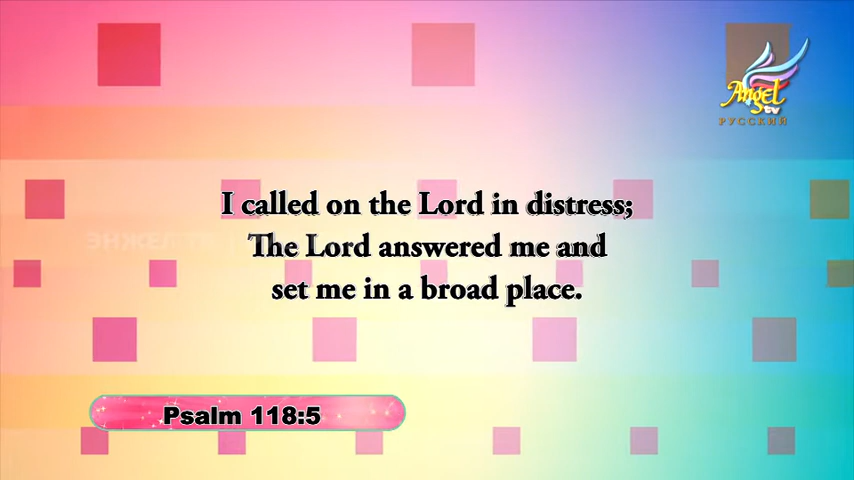 Angel
tv
РУССКИЙ
I called on the Lord in distress;
The Lord answered me and
set me in a broad place.
Psalm 118:5